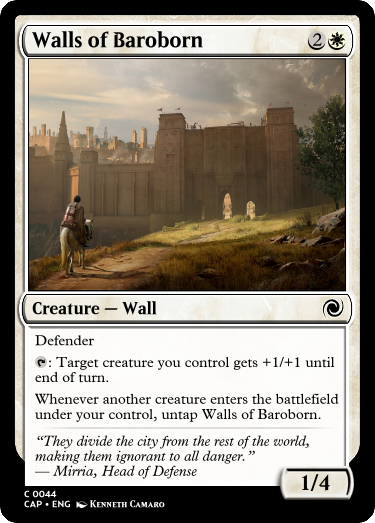 Walls of Baroborn 2
Creature — Wall
Defender
: Target creature you control gets +1/+1 until
end of turn.
Whenever another creature enters the battlefield
under your control, untap Walls of Baroborn.
“They divide the city from the rest of the world,
making them ignorant to all danger.”
— Mirria, Head of Defense
1/4
C 0044
CAP • ENG Kenneth Camaro